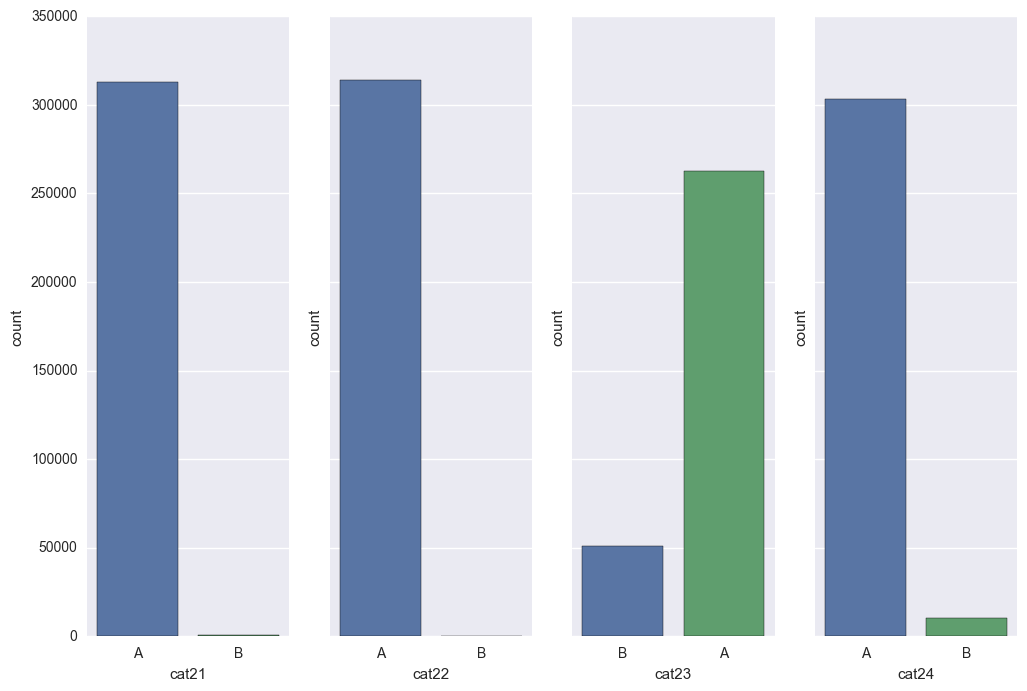 350000
300000
250000
200000
150000
100000
50000
0
count
A B
cat21
count
A B
cat22
count
B A
cat23
count
A B
cat24